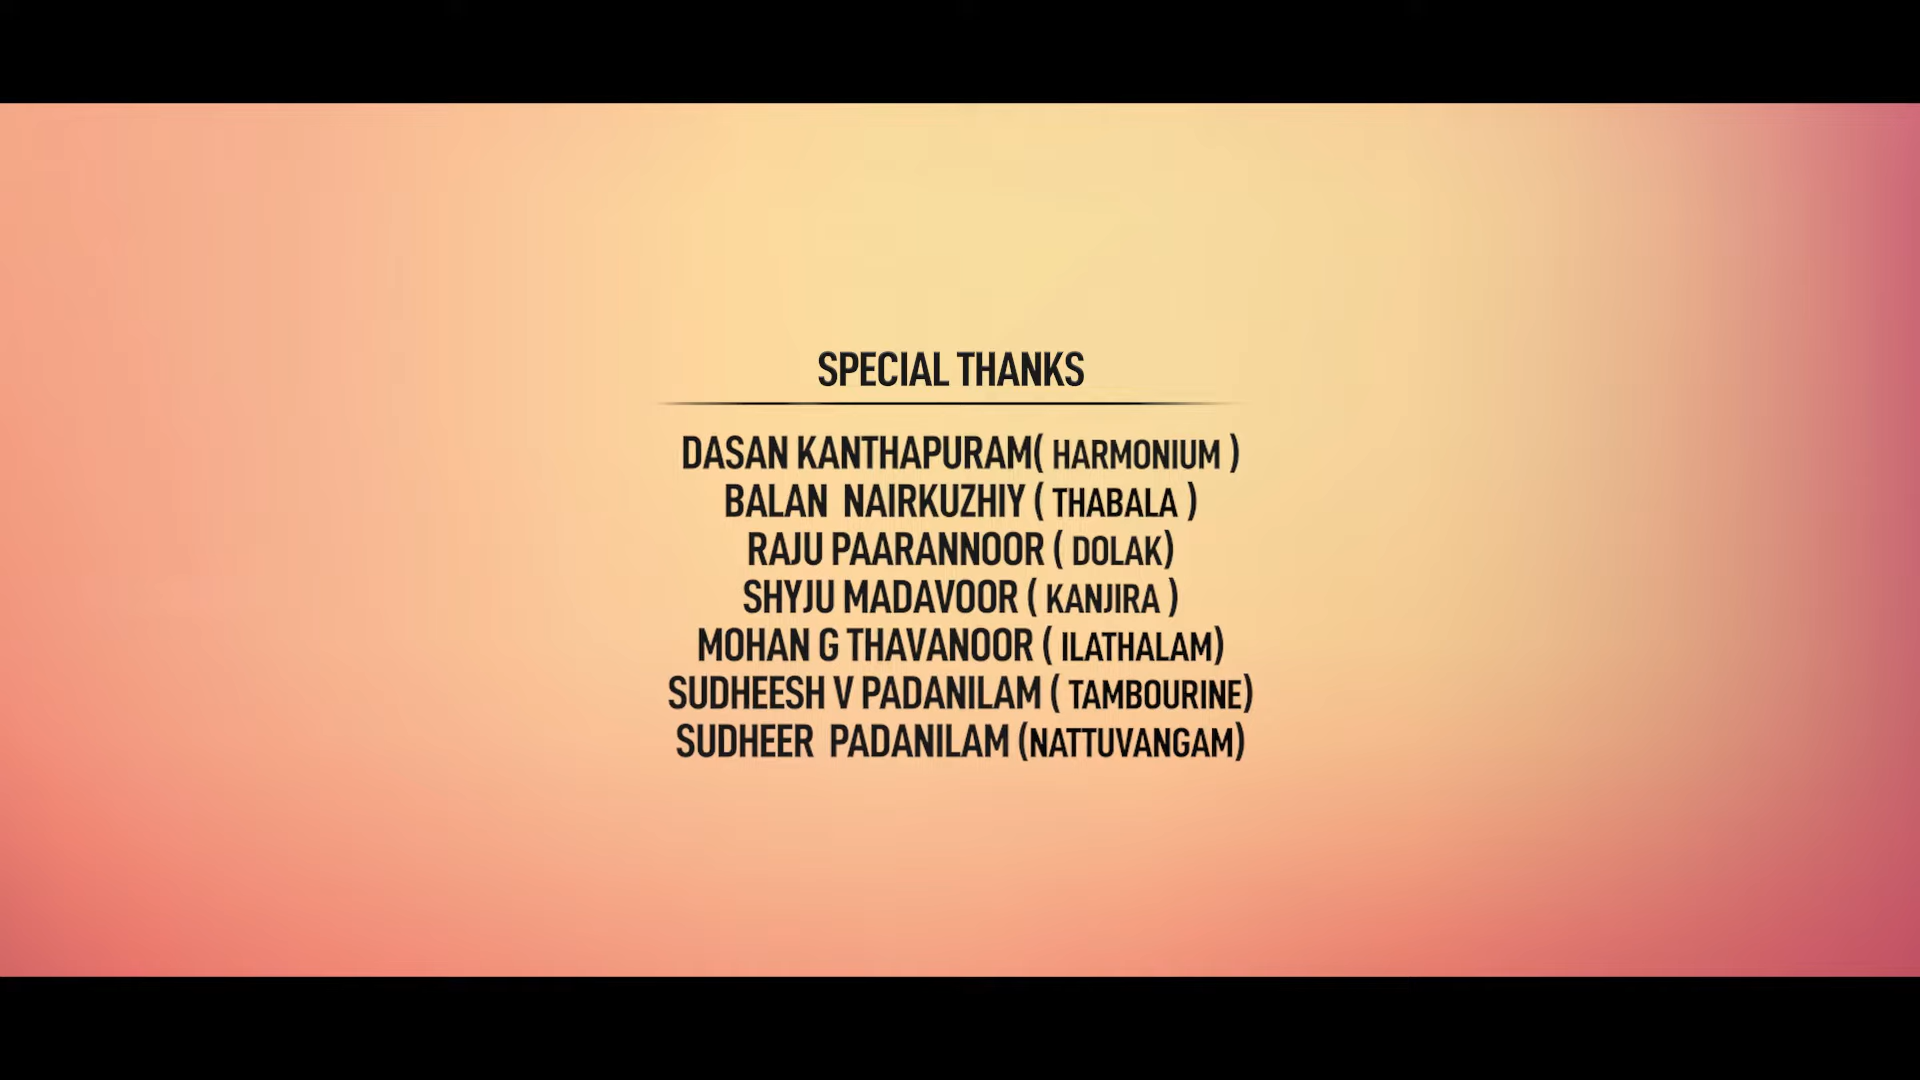 SPECIAL THANKS
DASAN KANTHAPURAM( HARMONIUM )
BALAN  NAIRKUZHIY ( THABALA )
RAJU PAARANNOOR ( DOLAK)
SHYJU MADAVOOR ( KANJIRA )
MOHAN G THAVANOOR ( ILATHALAM)
SUDHEESH V PADANILAM ( TAMBOURINE)
SUDHEER  PADANILAM (NATTUVANGAM)